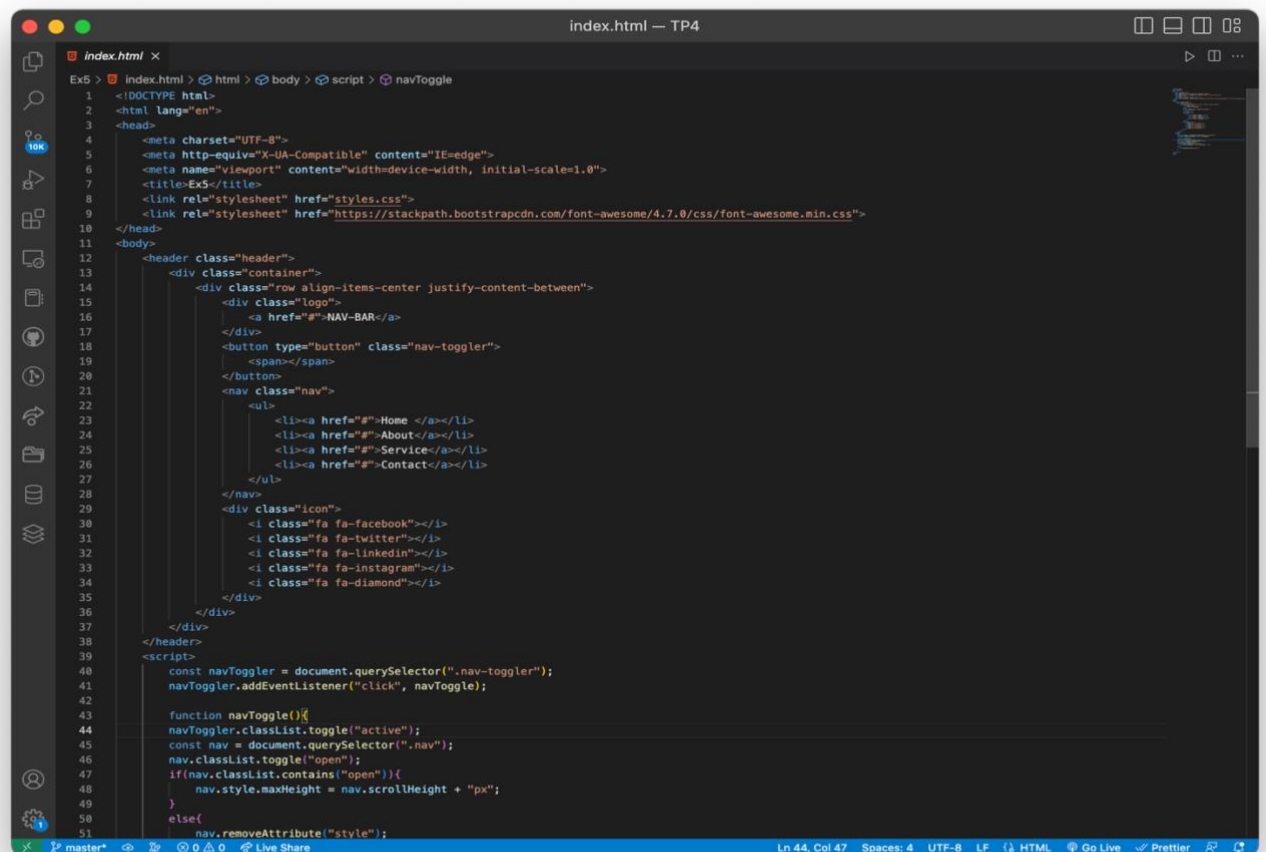 index.html — TP4
index.html
Ex5 > index.html > html > body > script > navToggle
1 <!DOCTYPE html>
2 <html lang="en">
3 <head>
4 <meta charset="UTF-8">
5 <meta http-equiv="X-UA-Compatible" content="IE=edge">
6 <meta name="viewport" content="width=device-width, initial-scale=1.0">
7 <title>Ex5</title>
8 <link rel="stylesheet" href="styles.css">
9 <link rel="stylesheet" href="https://stackpath.bootstrapcdn.com/font-awesome/4.7.0/css/font-awesome.min.css">
10 </head>
11 <body>
12 <header class="header">
13 <div class="container">
14 <div class="row align-items-center justify-content-between">
15 <div class="logo">
16 <a href="#">NAV-BAR</a>
17 </div>
18 <button type="button" class="nav-toggler">
19 <span></span>
20 </button>
21 <nav class="nav">
22 <ul>
23 <li><a href="#">Home </a></li>
24 <li><a href="#">About</a></li>
25 <li><a href="#">Service</a></li>
26 <li><a href="#">Contact</a></li>
27 </ul>
28 </nav>
29 <div class="icon">
30 <i class="fa fa-facebook"></i>
31 <i class="fa fa-twitter"></i>
32 <i class="fa fa-linkedin"></i>
33 <i class="fa fa-instagram"></i>
34 <i class="fa fa-diamond"></i>
35 </div>
36 </div>
37 </div>
38 </header>
39 <script>
40 const navToggler = document.querySelector(".nav-toggler");
41 navToggler.addEventListener("click", navToggle);
42
43 function navToggle(){
44 navToggler.classList.toggle("active");
45 const nav = document.querySelector(".nav");
46 nav.classList.toggle("open");
47 if(nav.classList.contains("open")){
48 nav.style.maxHeight = nav.scrollHeight + "px";
49 }
50 else{
51 nav.removeAttribute("style");
10K
1
master* 0 0 Live Share Ln 44, Col 47 Spaces: 4 UTF-8 LF HTML Go Live Prettier